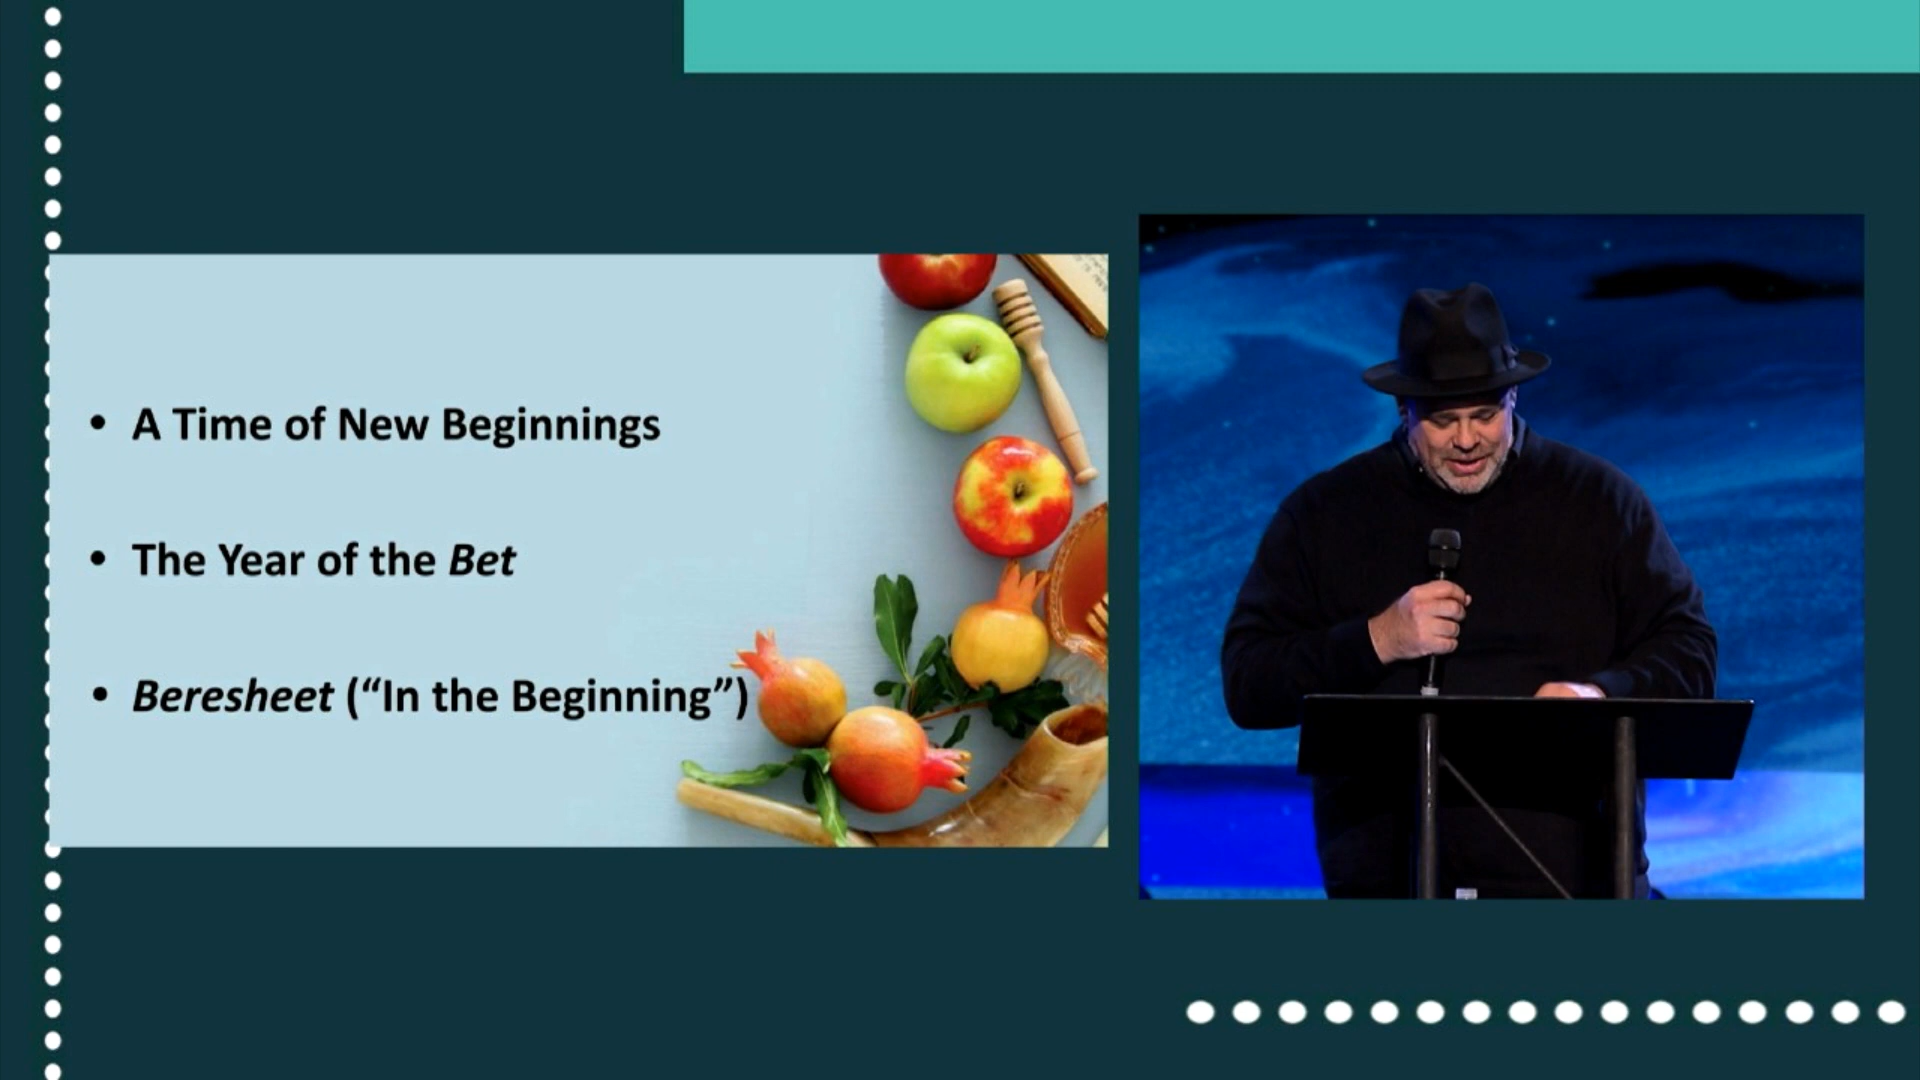 • A Time of New Beginnings
• The Year of the Bet
• Beresheet (“In the Beginning”)